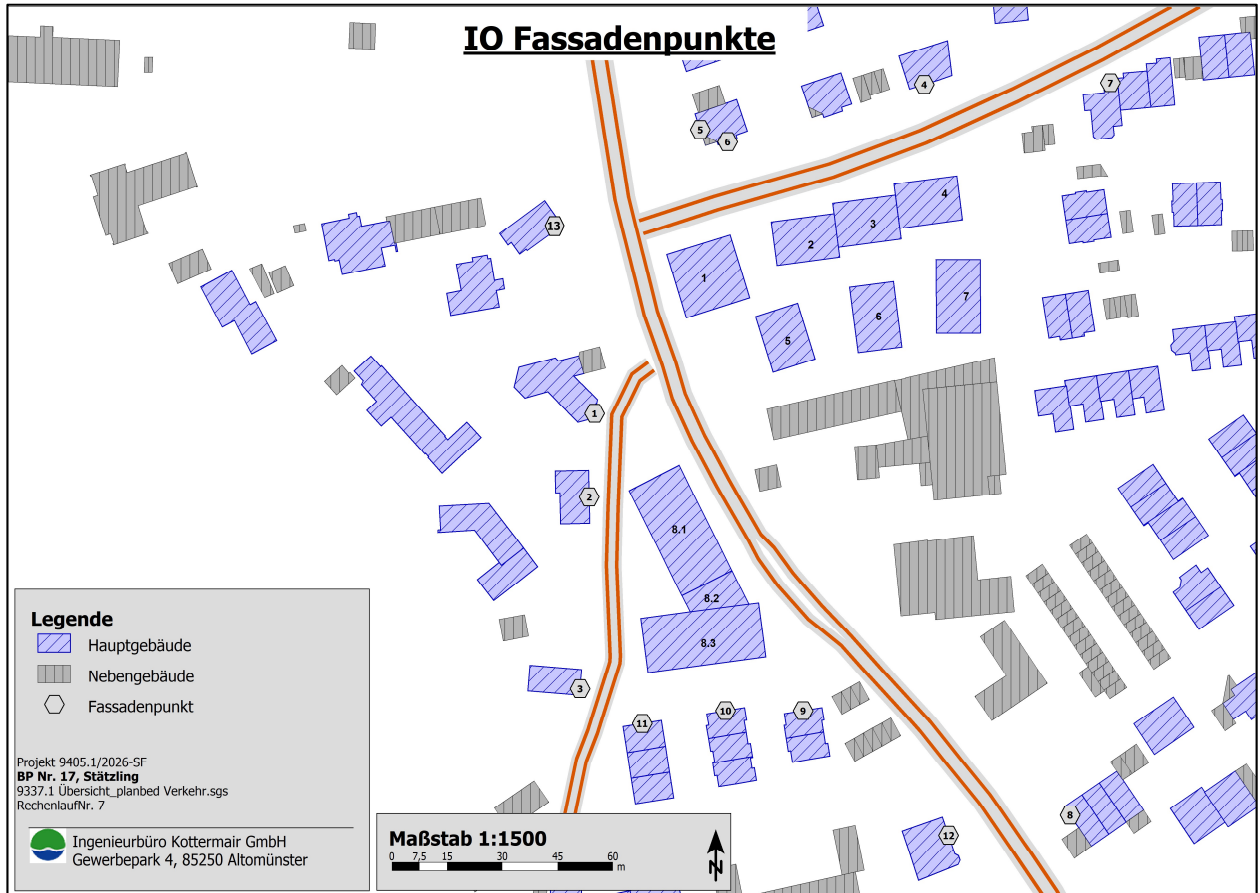 IO Fassadenpunkte
4
7
5
6
13
4
3
2
1
7
6
5
1
2
8.1
8.2
8.3
3
11
10
9
8
12
Legende
Hauptgebäude
Nebengebäude
Fassadenpunkt
Projekt 9405.1/2026-SF
BP Nr. 17, Stätzling
9337.1 Übersicht_planbed Verkehr.sgs
RechenlaufNr. 7
Ingenieurbüro Kottermair GmbH
Gewerbepark 4, 85250 Altomünster
Maßstab 1:1500
0 7,5 15 30 45 60
m
N